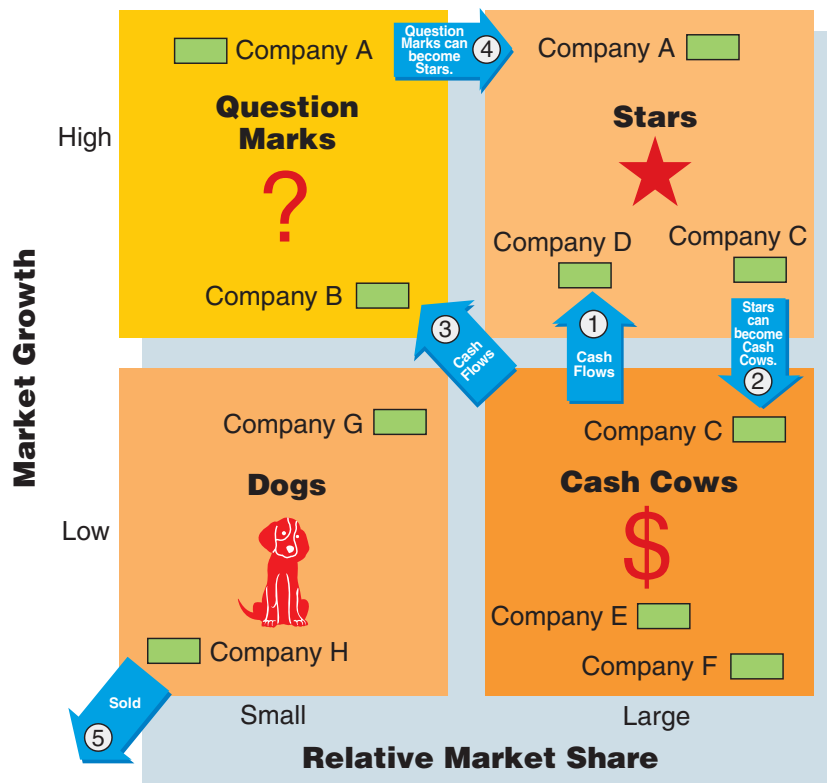 Company A
Question
Marks can
become
Stars.
4
Company A
Question
Marks
?
Stars
High
Company D
Company C
Company B
3
Cash
Flows
1
Cash
Flows
Stars
can
become
Cash
Cows.
2
Market Growth
Company G
Company C
Dogs
Cash Cows
$
Low
Company E
Company H
Company F
Sold
5
Small
Large
Relative Market Share